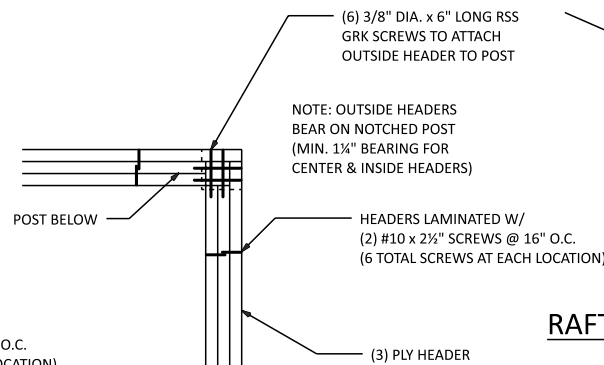 (6) 3/8" DIA. x 6" LONG RSS
GRK SCREWS TO ATTACH
OUTSIDE HEADER TO POST
NOTE: OUTSIDE HEADERS
BEAR ON NOTCHED POST
(MIN. 1¼" BEARING FOR
CENTER & INSIDE HEADERS)
POST BELOW
HEADERS LAMINATED W/
(2) #10 x 2½" SCREWS @ 16" O.C.
(6 TOTAL SCREWS AT EACH LOCATION)
(3) PLY HEADER
O.C.